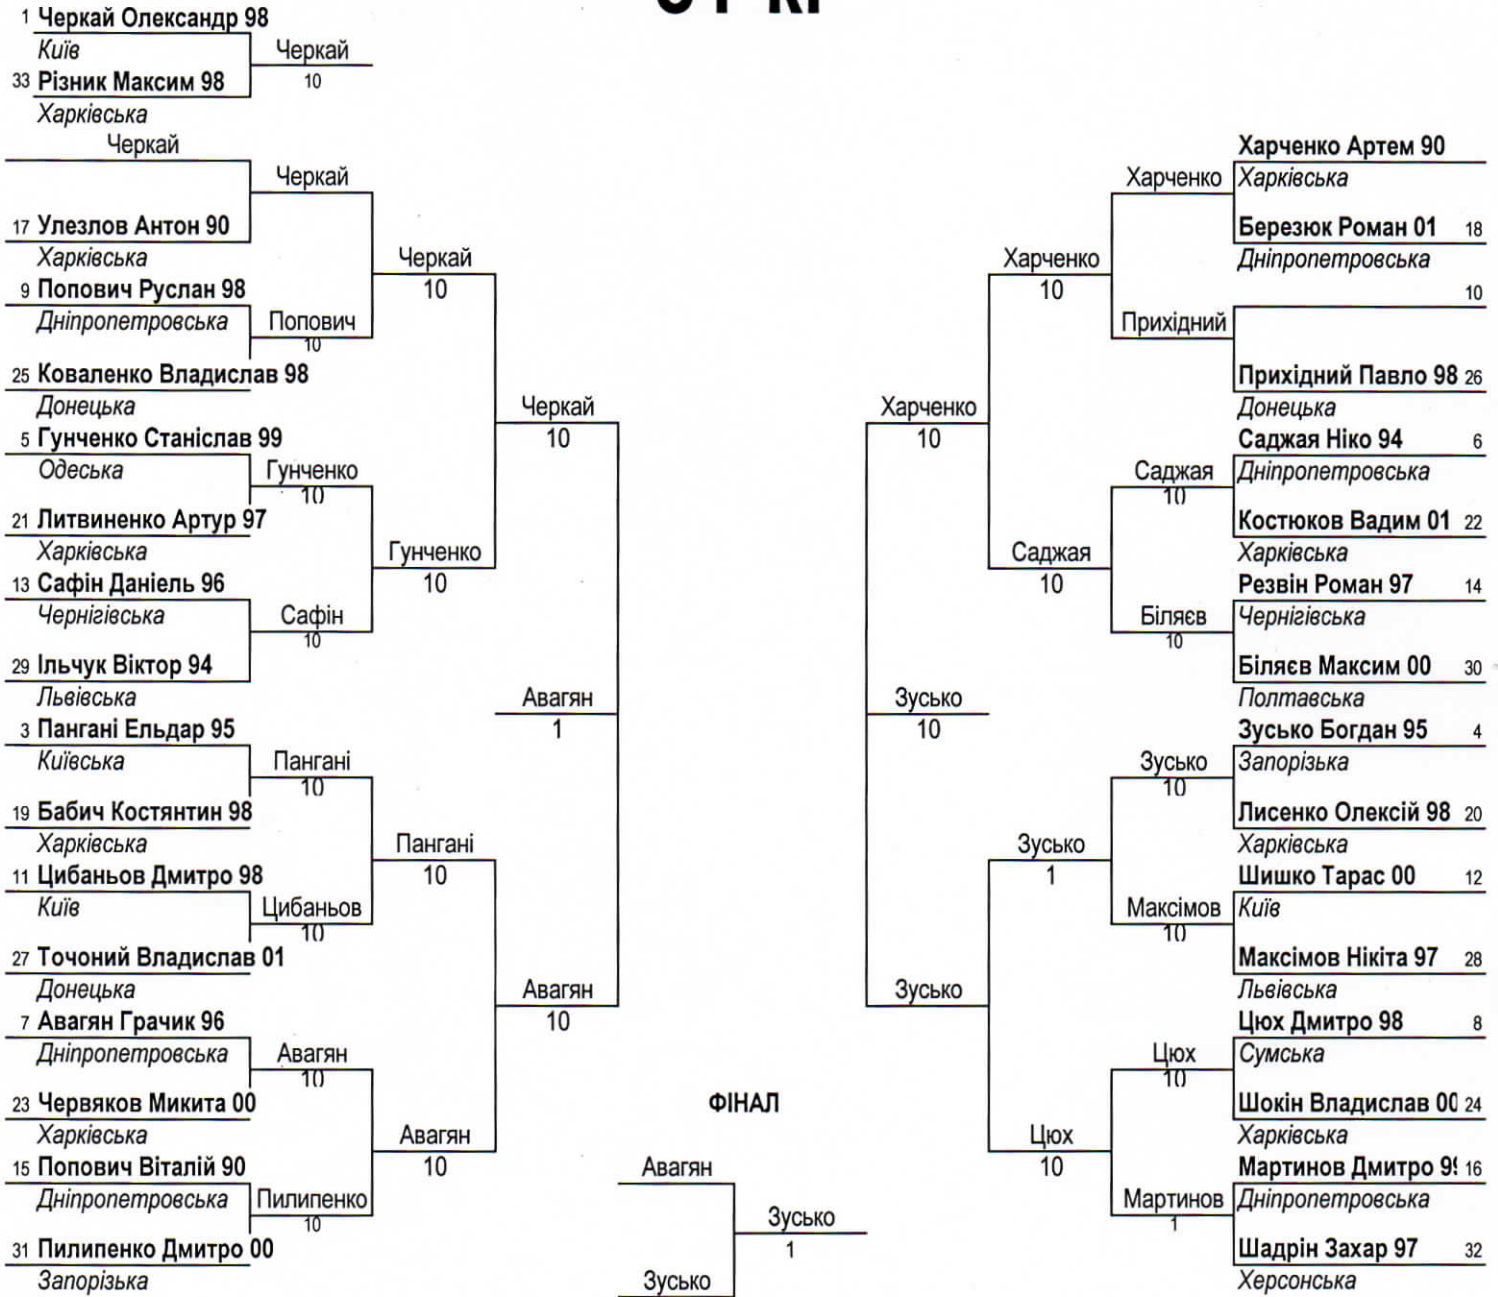 1 Черкай Олександр 98
Київ
Черкай
33 Різник Максим 98
10
Харківська
Черкай
Черкай
17 Улезлов Антон 90
Харківська
Черкай
10
9 Попович Руслан 98
Дніпропетровська
Попович
10
25 Коваленко Владислав 98
Донецька
Черкай
10
5 Гунченко Станіслав 99
Одеська
Гунченко
10
21 Литвиненко Артур 97
Харківська
Гунченко
10
13 Сафін Даніель 96
Чернігівська
Сафін
10
29 Ільчук Віктор 94
Львівська
Авагян
1
3 Пангані Ельдар 95
Київська
Пангані
10
19 Бабич Костянтин 98
Харківська
Пангані
10
11 Цибаньов Дмитро 98
Київ
Цибаньов
10
27 Точоний Владислав 01
Донецька
Авагян
10
7 Авагян Грачик 96
Дніпропетровська
Авагян
10
23 Червяков Микита 00
Харківська
Авагян
10
15 Попович Віталій 90
Дніпропетровська
Пилипенко
10
31 Пилипенко Дмитро 00
Запорізька
Харченко Артем 90
Харченко
Харківська
Березюк Роман 01 18
Дніпропетровська
Харченко
10
10
Прихідний
Прихідний Павло 98 26
Донецька
Харченко
10
Саджая Ніко 94 6
Саджая
10
Дніпропетровська
Костюков Вадим 01 22
Харківська
Саджая
10
Резвін Роман 97 14
Біляєв
10
Чернігівська
Біляєв Максим 00 30
Полтавська
Зусько
10
Зусько Богдан 95 4
Зусько
10
Запорізька
Лисенко Олексій 98 20
Харківська
Зусько
1
Шишко Тарас 00 12
Максімов
10
Київ
Максімов Нікіта 97 28
Львівська
Зусько
Цюх Дмитро 98 8
Цюх
10
Сумська
Шокін Владислав 00 24
Харківська
Цюх
10
Мартинов Дмитро 16
Мартинов
1
Дніпропетровська
Шадрін Захар 97 32
Херсонська
ФІНАЛ
Авагян
Зусько
1
Зусько